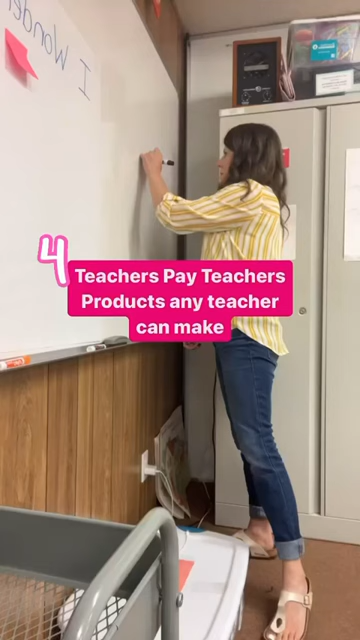 I Wonder
4
Teachers Pay Teachers
Products any teacher
can make